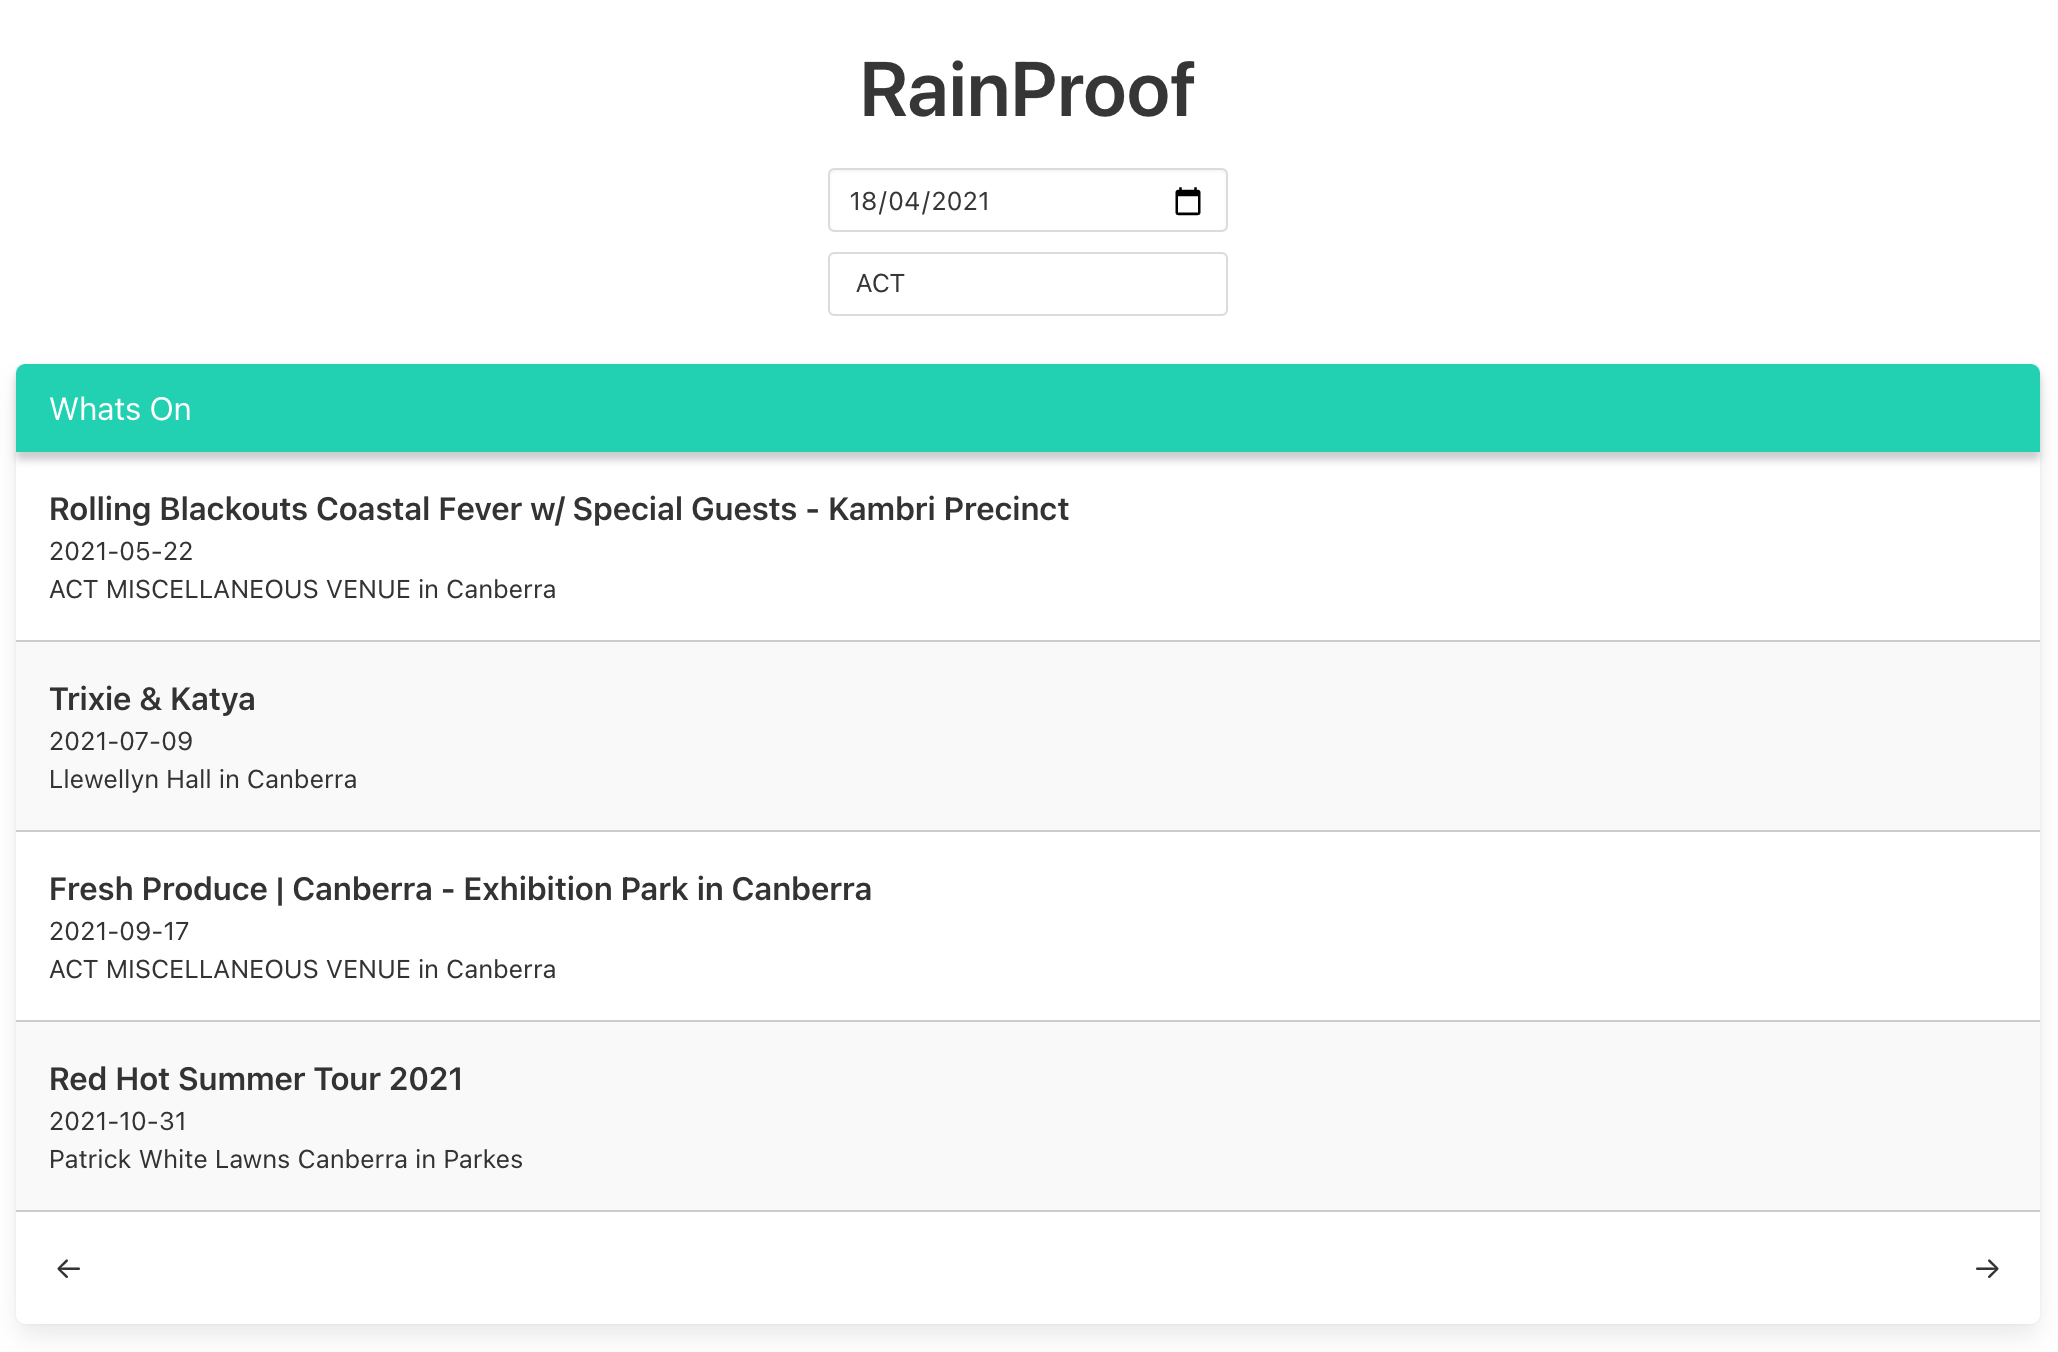 RainProof
18/04/2021
ACT
Whats On
Rolling Blackouts Coastal Fever w/ Special Guests - Kambri Precinct
2021-05-22
ACT MISCELLANEOUS VENUE in Canberra
Trixie & Katya
2021-07-09
Llewellyn Hall in Canberra
Fresh Produce | Canberra - Exhibition Park in Canberra
2021-09-17
ACT MISCELLANEOUS VENUE in Canberra
Red Hot Summer Tour 2021
2021-10-31
Patrick White Lawns Canberra in Parkes